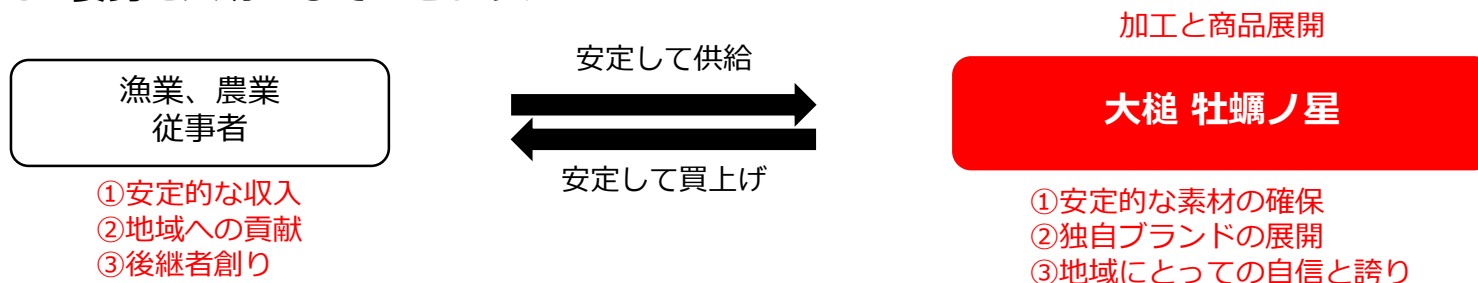 加工と商品展開
安定して供給
漁業、農業
従事者
大槌 牡蠣ノ星
安定して買上げ
①安定的な収入
②地域への貢献
③後継者創り
①安定的な素材の確保
②独自ブランドの展開
③地域にとっての自信と誇り